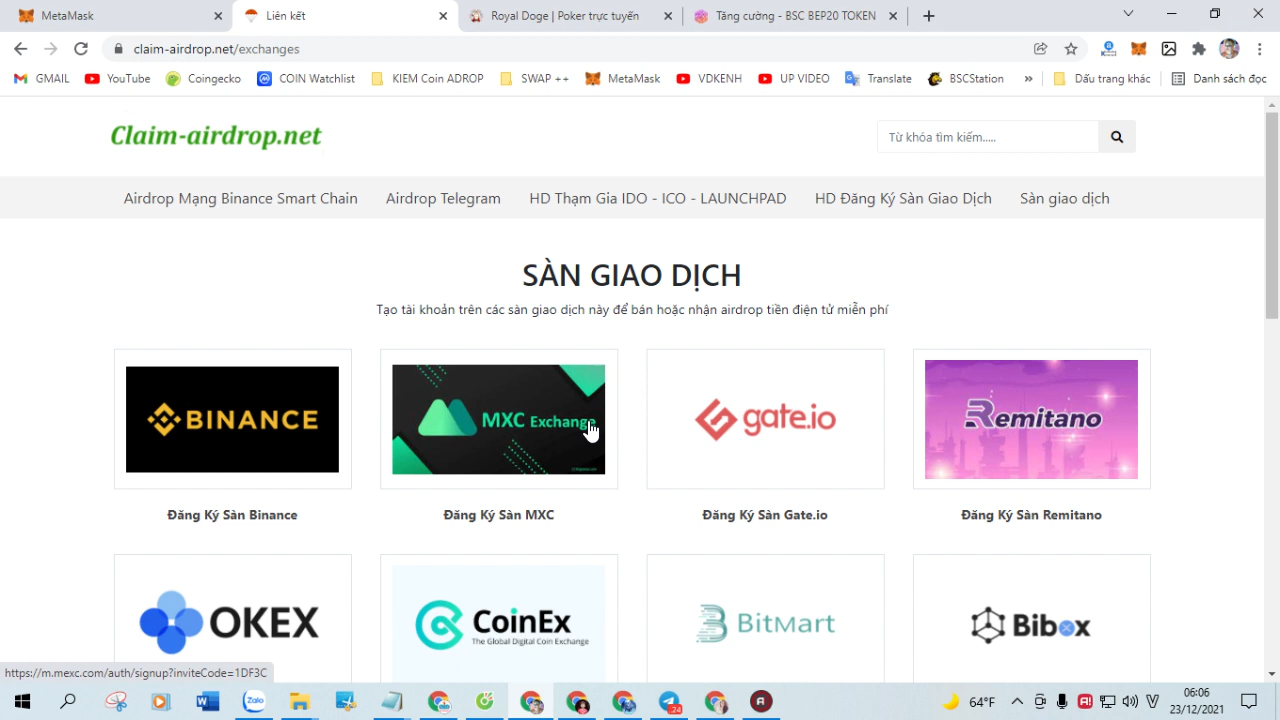 MetaMask
Liên kết
Royal Doge | Poker trực tuyến
Tăng cường - BSC BEP20 TOKEN
claim-airdrop.net/exchanges
GMAIL
YouTube
Coingecko
COIN Watchlist
KIEM Coin ADROP
SWAP ++
MetaMask
VDKENH
UP VIDEO
Translate
BSCStation
»
Dấu trang khác
Danh sách đọc
Claim-airdrop.net
Từ khóa tìm kiếm.....
Airdrop Mạng Binance Smart Chain
Airdrop Telegram
HD Thạm Gia IDO - ICO - LAUNCHPAD
HD Đăng Ký Sàn Giao Dịch
Sàn giao dịch
SÀN GIAO DỊCH
Tạo tài khoản trên các sàn giao dịch này để bán hoặc nhận airdrop tiền điện tử miễn phí
BINANCE
MXC Exchange
gate.io
Remitano
Đăng Ký Sàn Binance
Đăng Ký Sàn MXC
Đăng Ký Sàn Gate.io
Đăng Ký Sàn Remitano
OKEX
CoinEx
The Global Digital Coin Exchange
BitMart
Bibox
https://m.mexc.com/auth/signup?inviteCode=1DF3C
Zalo
24
64°F
06:06
23/12/2021